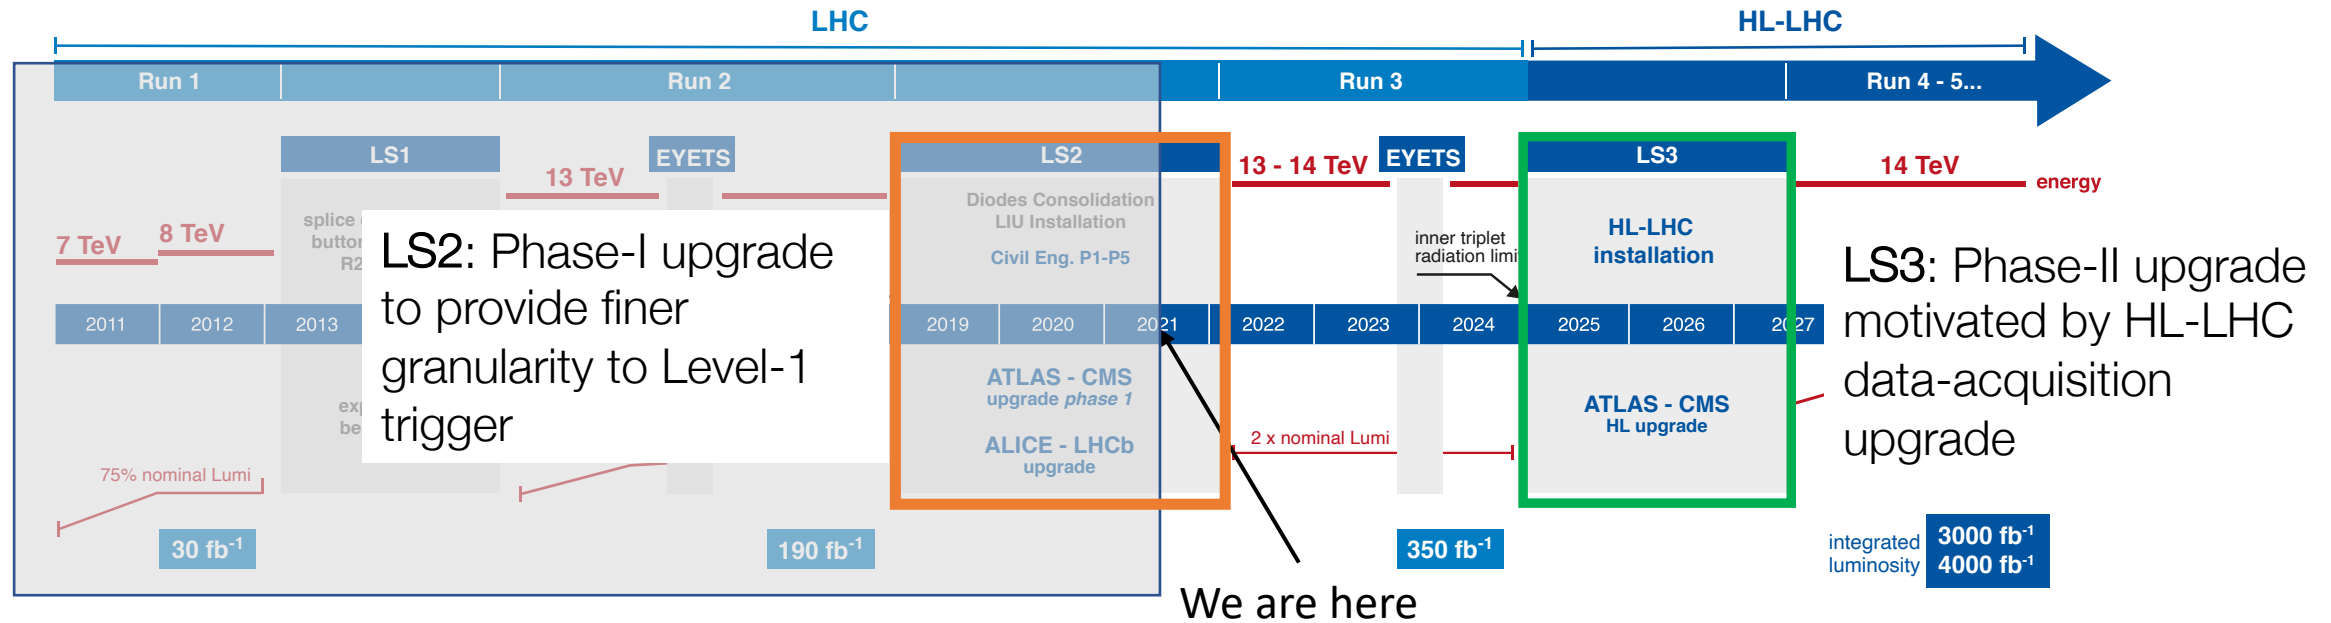 LHC
HL-LHC
Run 1
Run 2
Run 3
Run 4 - 5...
LS1
EYETS
LS2
EYETS
LS3
13 TeV
13 - 14 TeV
14 TeV
energy
7 TeV
8 TeV
splice
button
R2
Diodes Consolidation
LIU Installation
Civil Eng. P1-P5
inner triplet
radiation limi
HL-LHC
installation
LS2: Phase-I upgrade
to provide finer
granularity to Level-1
trigger
LS3: Phase-II upgrade
motivated by HL-LHC
data-acquisition
upgrade
2011
2012
2013
2019
2020
2021
2022
2023
2024
2025
2026
2027
ATLAS - CMS
upgrade phase 1
ALICE - LHCb
upgrade
ATLAS - CMS
HL upgrade
be
75% nominal Lumi
2 x nominal Lumi
30 fb-1
190 fb-1
350 fb-1
integrated
luminosity
3000 fb-1
4000 fb-1
We are here